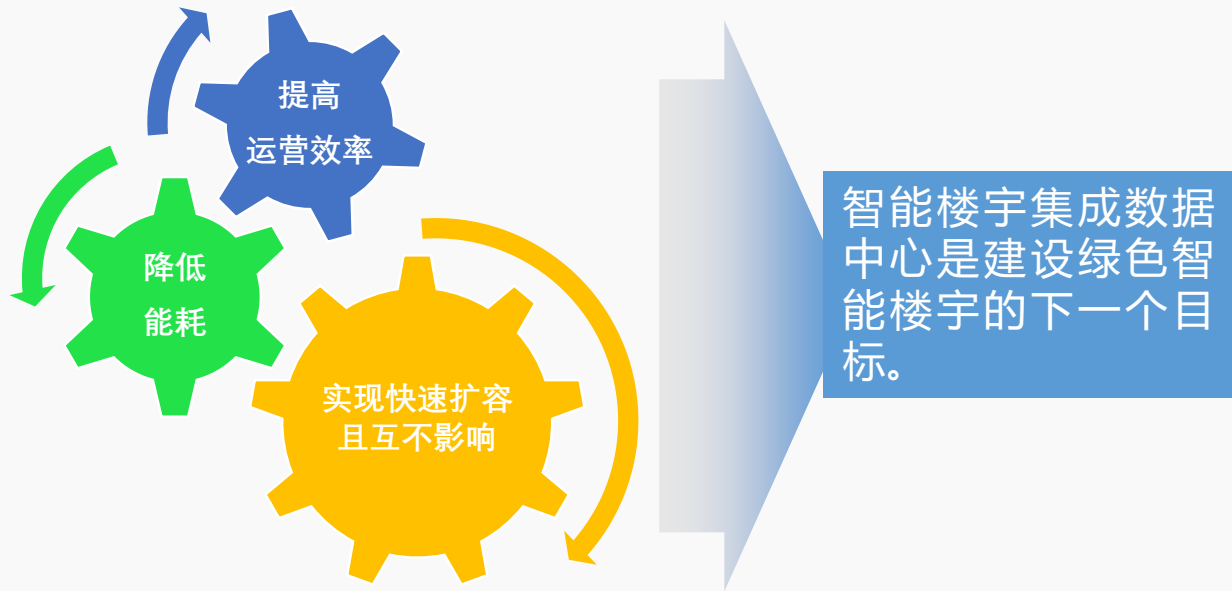 提高
运营效率
降低
能耗
实现快速扩容
且互不影响
智能楼宇集成数据
中心是建设绿色智
能楼宇的下一个目
标。